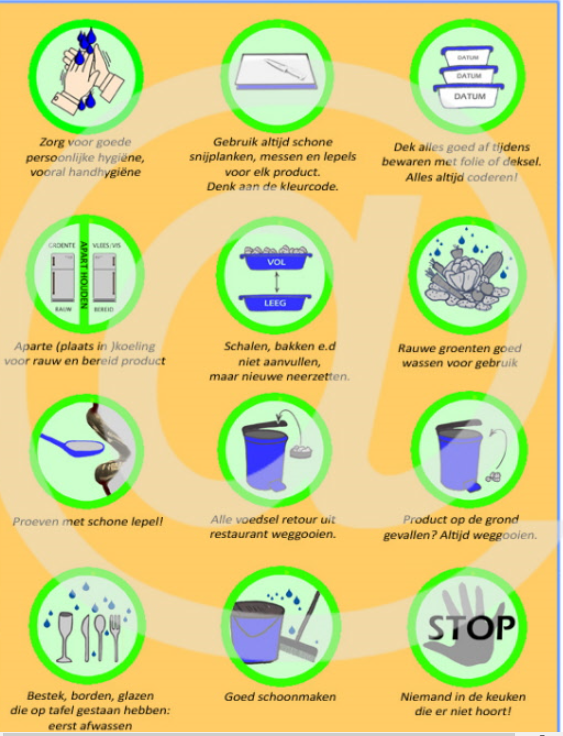 Zorg voor goede
persoonlijke hygiëne,
vooral handhygiëne
Gebruik altijd schone
snijplanken, messen en lepels
voor elk product.
Denk aan de kleurcode.
DATUM
DATUM
DATUM
Dek alles goed af tijdens
bewaren met folie of deksel.
Alles altijd coderen!
GROENTE
VLEES/VIS
APART HOUDEN
RAUW
BEREID
Aparte (plaats in )koeling
voor rauw en bereid product
VOL
LEEG
Schalen, bakken e.d
niet aanvullen,
maar nieuwe neerzetten.
Rauwe groenten goed
wassen voor gebruik
Proeven met schone lepel!
Alle voedsel retour uit
restaurant weggooien.
Product op de grond
gevallen? Altijd weggooien.
Bestek, borden, glazen
die op tafel gestaan hebben:
eerst afwassen
Goed schoonmaken
STOP
Niemand in de keuken
die er niet hoort!
@